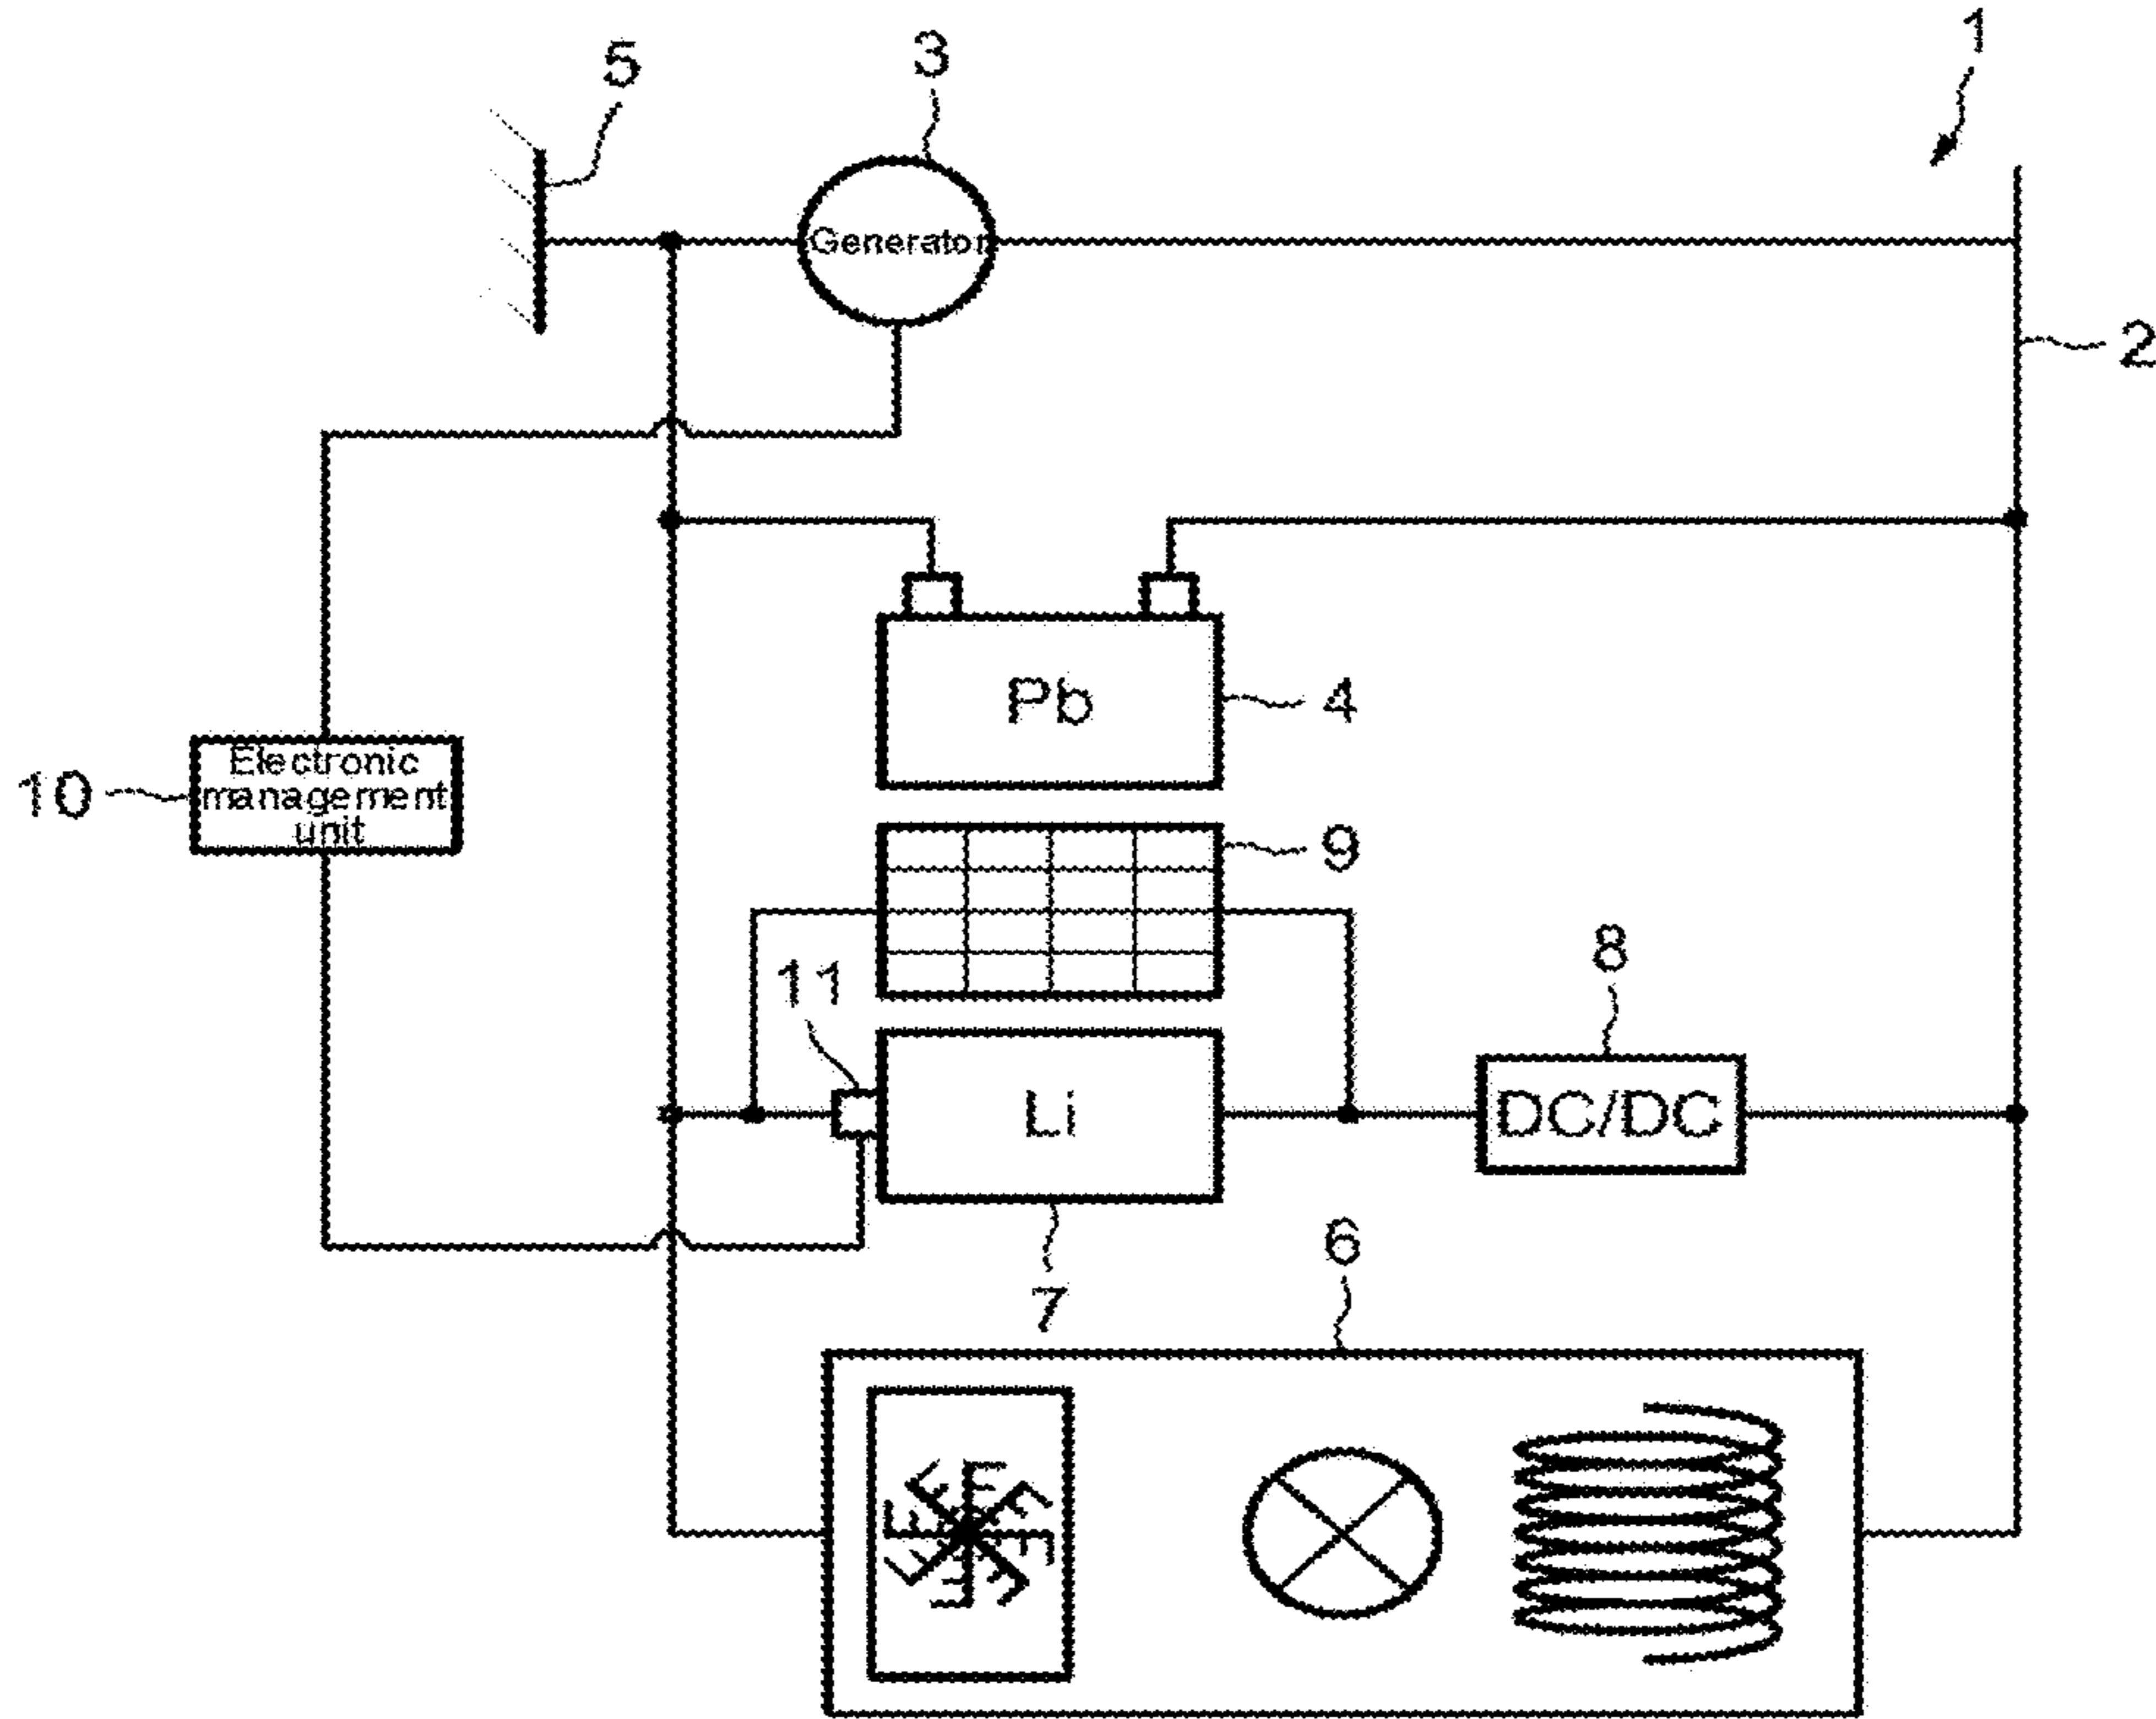 1
5
3
Generator
2
Pb
4
Electronic
management
unit
10
9
8
11
Li
DC/DC
7
6